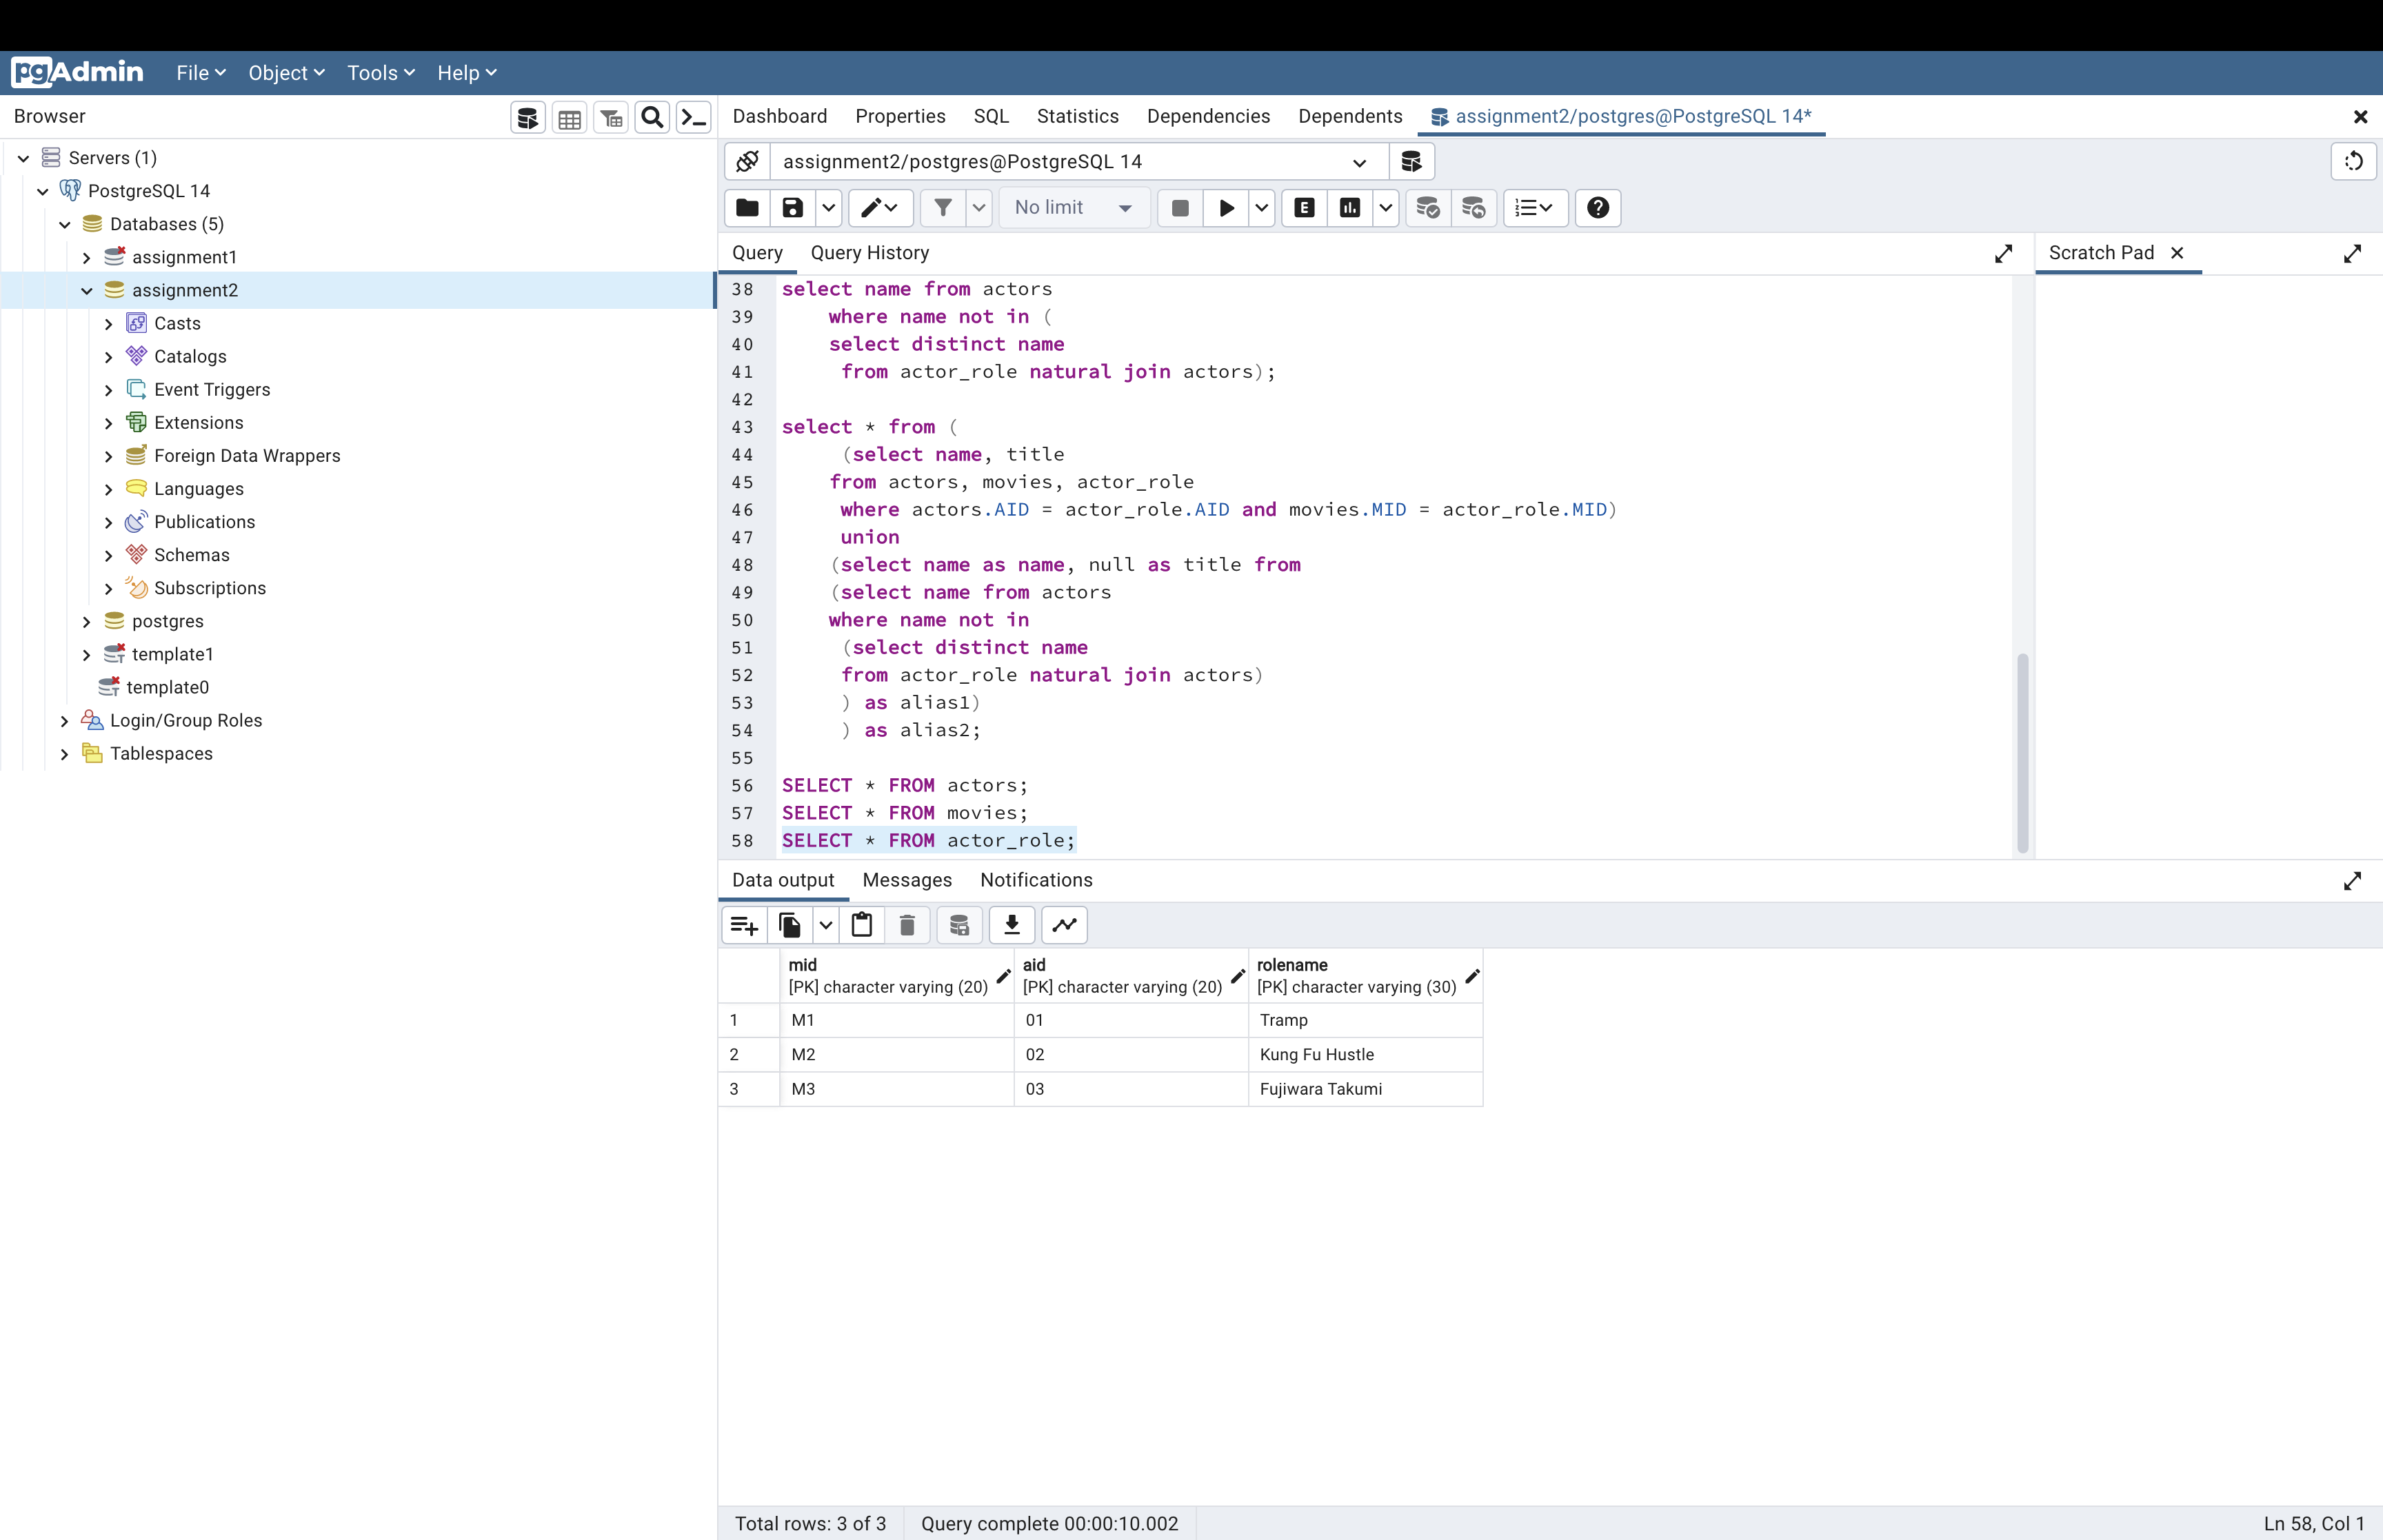 pgAdmin File Object Tools Help
Browser
Servers (1)
PostgreSQL 14
Databases (5)
assignment1
assignment2
Casts
Catalogs
Event Triggers
Extensions
Foreign Data Wrappers
Languages
Publications
Schemas
Subscriptions
postgres
template1
template0
Login/Group Roles
Tablespaces
Dashboard Properties SQL Statistics Dependencies Dependents assignment2/postgres@PostgreSQL 14*
assignment2/postgres@PostgreSQL 14
No limit E
Query Query History Scratch Pad
38 select name from actors
39 where name not in (
40 select distinct name
41 from actor_role natural join actors);
42
43 select * from (
44 (select name, title
45 from actors, movies, actor_role
46 where actors.AID = actor_role.AID and movies.MID = actor_role.MID)
47 union
48 (select name as name, null as title from
49 (select name from actors
50 where name not in
51 (select distinct name
52 from actor_role natural join actors)
53 ) as alias1)
54 ) as alias2;
55
56 SELECT * FROM actors;
57 SELECT * FROM movies;
58 SELECT * FROM actor_role;
Data output Messages Notifications
mid aid rolename
[PK] character varying (20) [PK] character varying (20) [PK] character varying (30)
1 M1 01 Tramp
2 M2 02 Kung Fu Hustle
3 M3 03 Fujiwara Takumi
Total rows: 3 of 3 Query complete 00:00:10.002 Ln 58, Col 1